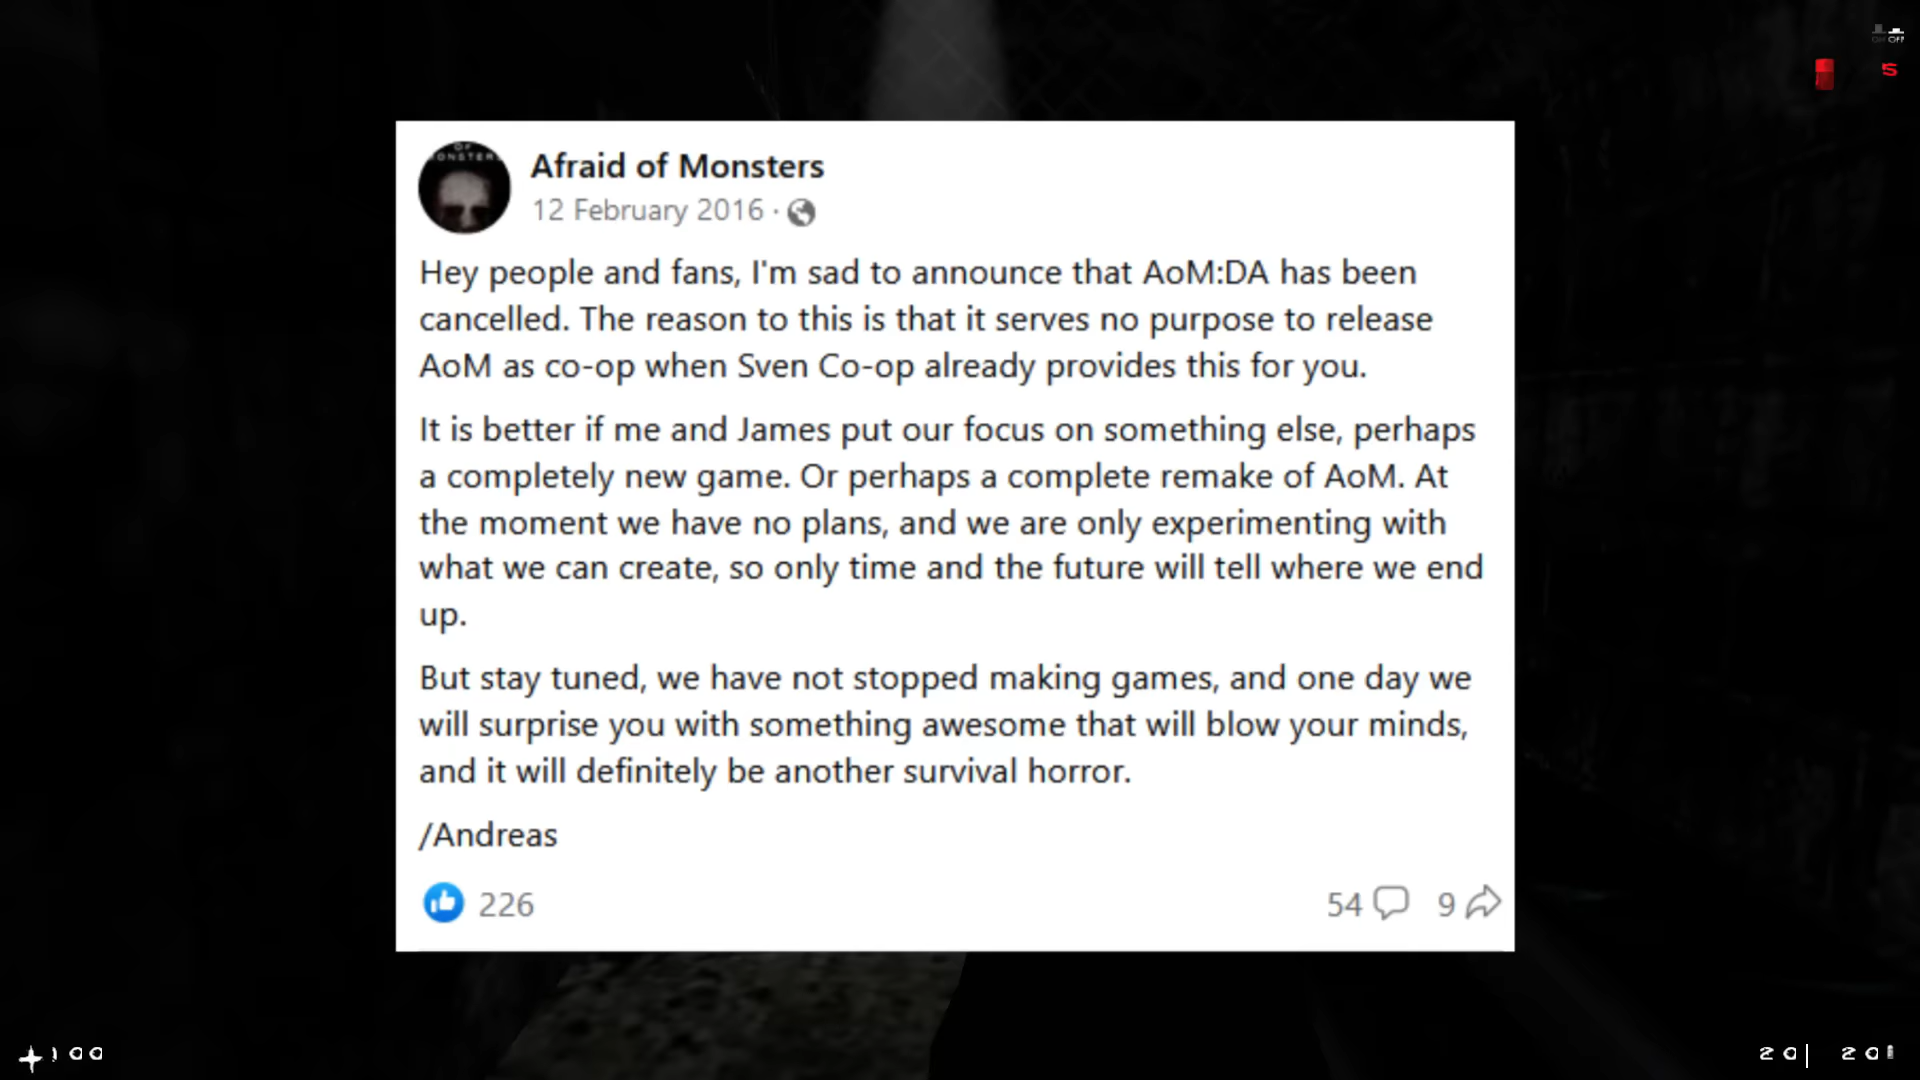 ON OFF
5
OF
MONSTERS
Afraid of Monsters
12 February 2016 ·
Hey people and fans, I'm sad to announce that AoM:DA has been
cancelled. The reason to this is that it serves no purpose to release
AoM as co-op when Sven Co-op already provides this for you.
It is better if me and James put our focus on something else, perhaps
a completely new game. Or perhaps a complete remake of AoM. At
the moment we have no plans, and we are only experimenting with
what we can create, so only time and the future will tell where we end
up.
But stay tuned, we have not stopped making games, and one day we
will surprise you with something awesome that will blow your minds,
and it will definitely be another survival horror.
/Andreas
226
54 9
100
20| 20